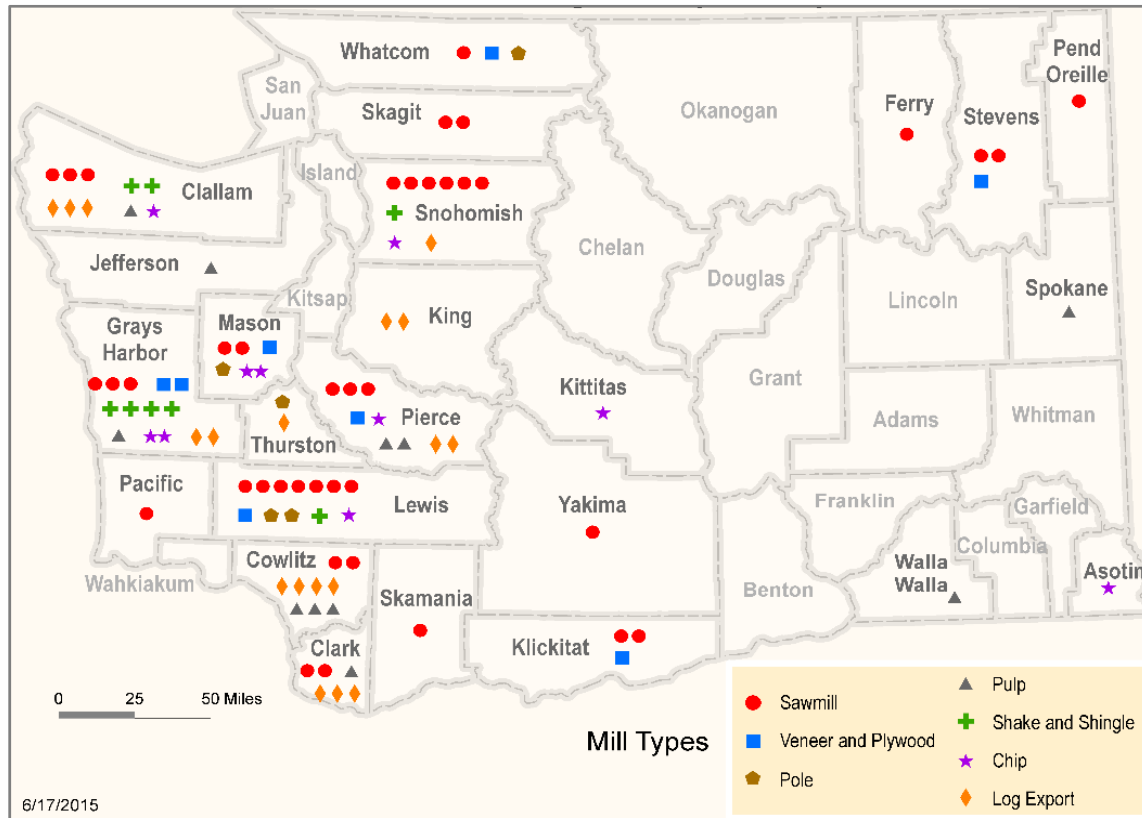 Whatcom
San
Juan
Skagit
Okanogan
Ferry
Stevens
Pend
Oreille
Island
Clallam
Snohomish
Chelan
Douglas
Jefferson
Kitsap
King
Lincoln
Spokane
Grays
Harbor
Mason
Kittitas
Grant
Adams
Whitman
Thurston
Pierce
Pacific
Lewis
Yakima
Franklin
Garfield
Columbia
Walla
Walla
Asotin
Wahkiakum
Cowlitz
Skamania
Benton
Clark
Klickitat
0 25 50 Miles
Mill Types
Sawmill
Veneer and Plywood
Pole
Pulp
Shake and Shingle
Chip
Log Export
6/17/2015